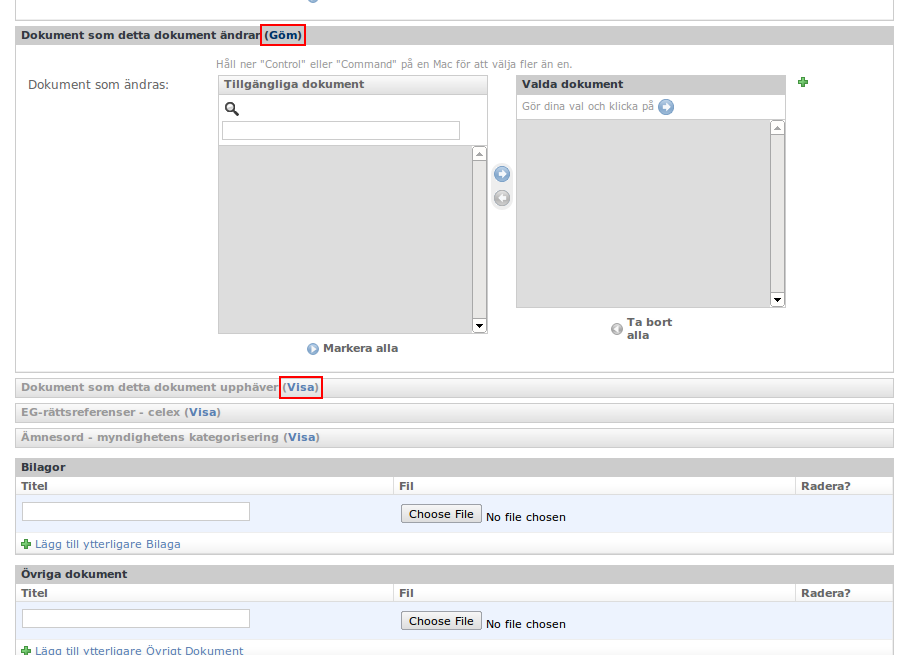 Dokument som detta dokument ändrar (Göm)
Håll ner "Control" eller "Command" på en Mac för att välja fler än en.
Dokument som ändras:
Tillgängliga dokument
Valda dokument
Gör dina val och klicka på
Markera alla
Ta bort
alla
Dokument som detta dokument upphäver (Visa)
EG-rättsreferenser - celex (Visa)
Ämnesord - myndighetens kategorisering (Visa)
Bilagor
Titel Fil Radera?
Choose File No file chosen
Lägg till ytterligare Bilaga
Övriga dokument
Titel Fil Radera?
Choose File No file chosen
Lägg till ytterligare Övrigt Dokument